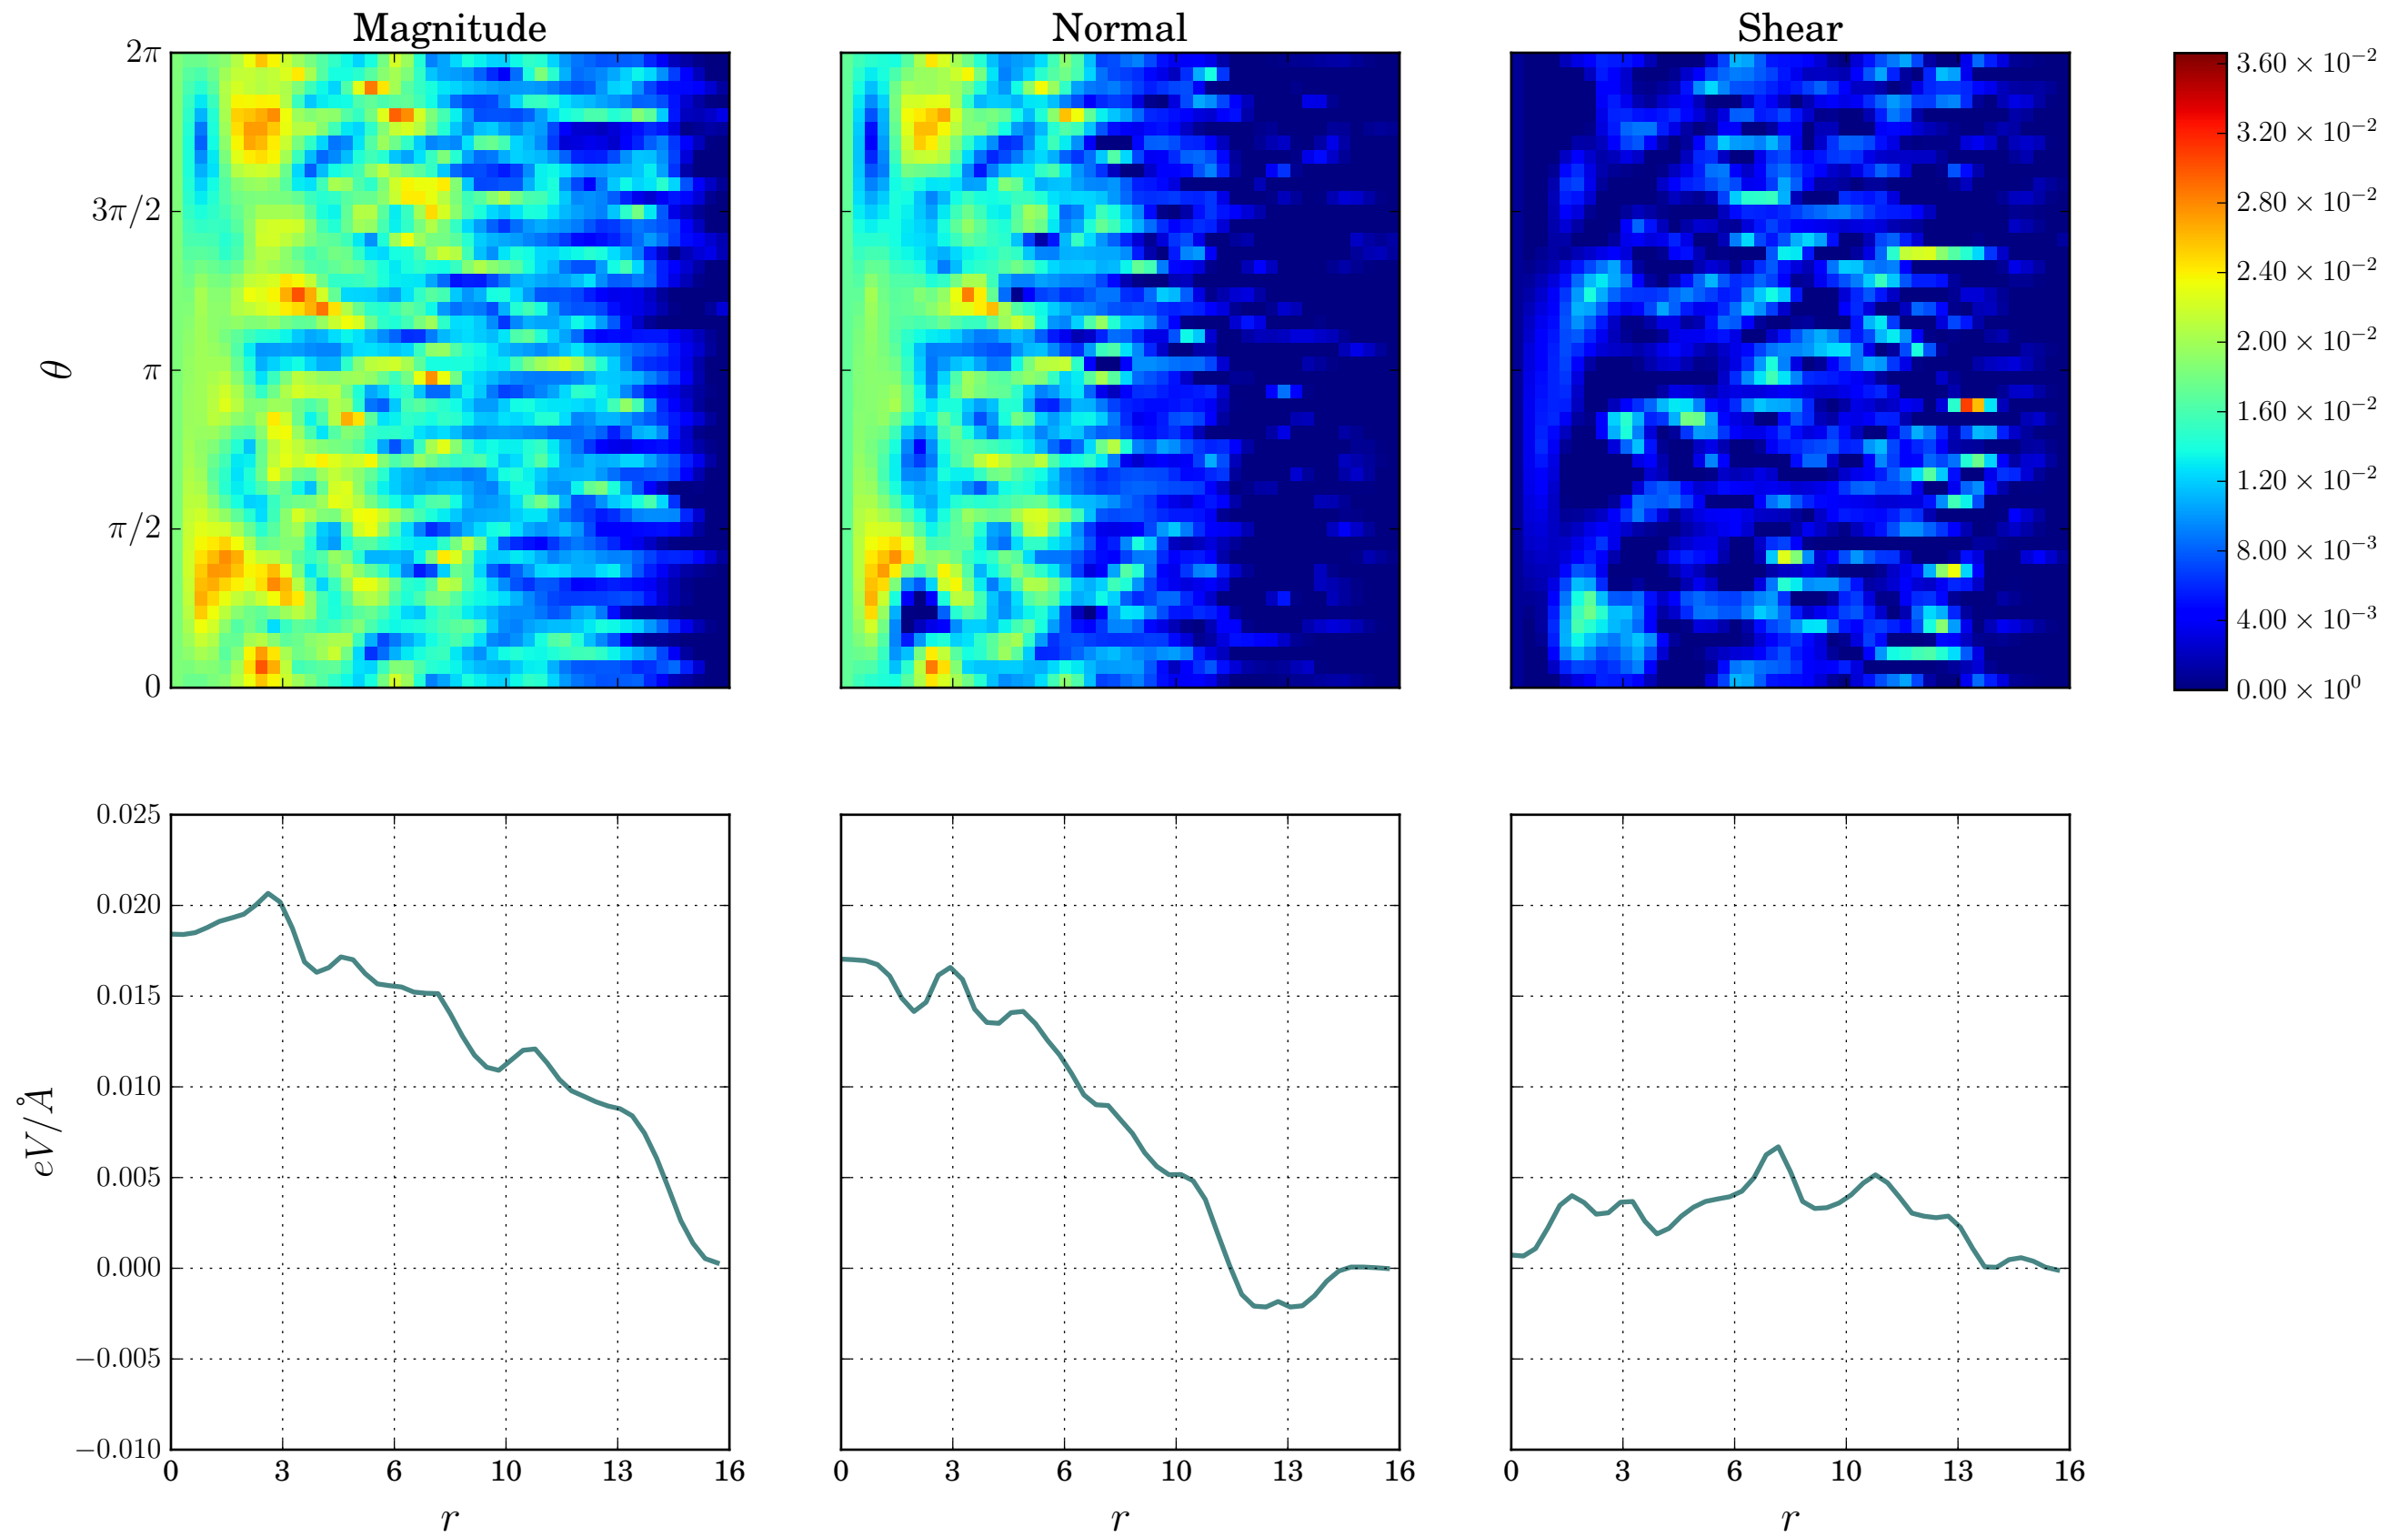 Magnitude
Normal
Shear
2π
3π/2
π
π/2
0
θ
3.60 × 10⁻²
3.20 × 10⁻²
2.80 × 10⁻²
2.40 × 10⁻²
2.00 × 10⁻²
1.60 × 10⁻²
1.20 × 10⁻²
8.00 × 10⁻³
4.00 × 10⁻³
0.00 × 10⁰
0.025
0.020
0.015
0.010
0.005
0.000
−0.005
−0.010
eV/Å
0 3 6 10 13 16
0 3 6 10 13 16
0 3 6 10 13 16
r
r
r